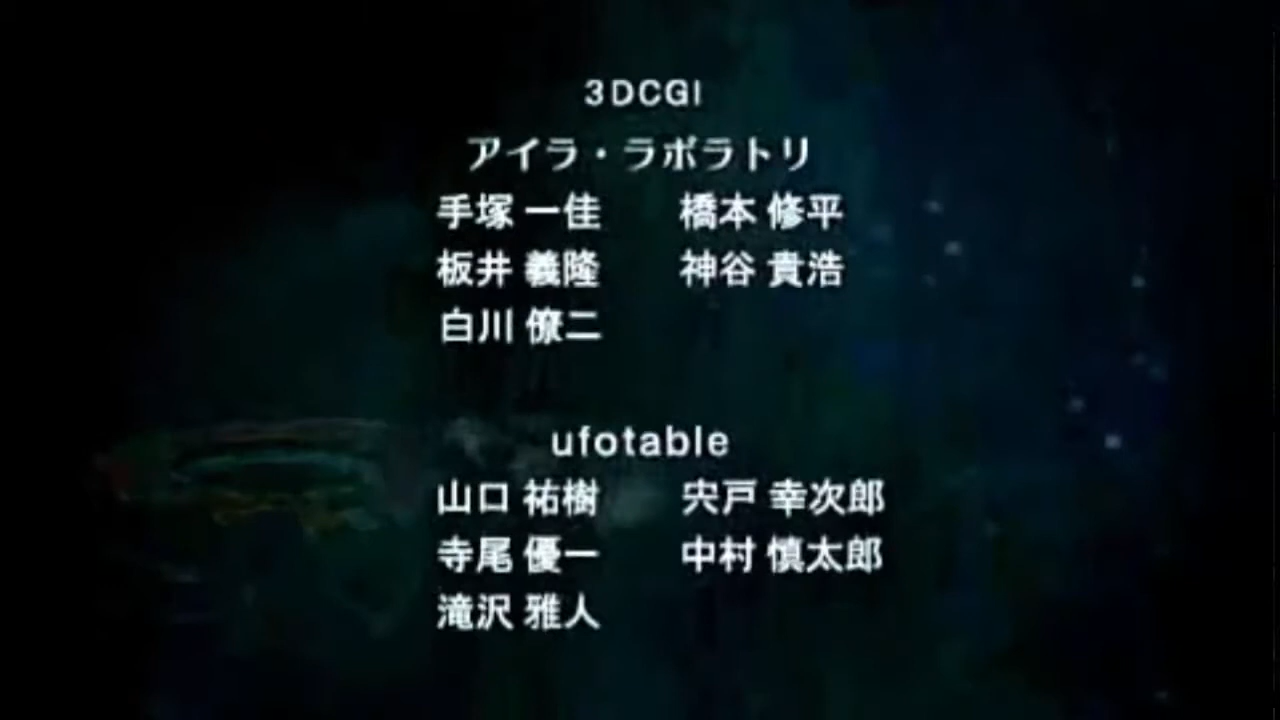 3DCGI
アイラ・ラボラトリ
手塚 一佳 橋本 修平
板井 義隆 神谷 貴浩
白川 僚二
ufotable
山口 祐樹 宍戸 幸次郎
寺尾 優一 中村 慎太郎
滝沢 雅人